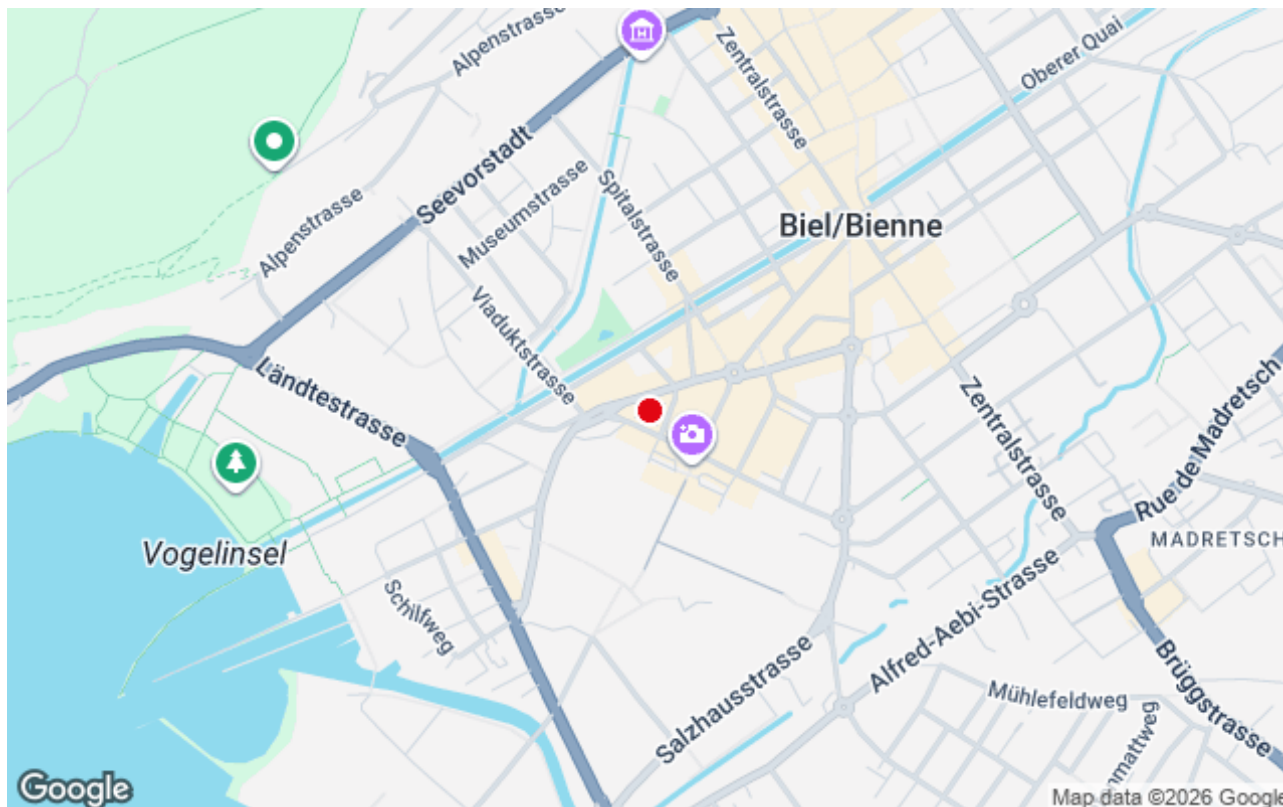 Alpenstrasse
Zentralstrasse
Oberer Quai
Seevorstadt
Museumstrasse
Spitalstrasse
Alpenstrasse
Biel/Bienne
Viaduktstrasse
Ländtestrasse
Zentralstrasse
Rue de Madretsch
Vogelinsel
MADRETSCH
Schilfweg
Alfred-Aebi-Strasse
Salzhausstrasse
Mühlefeldweg
Brüggstrasse
Google
Map data ©2026 Google